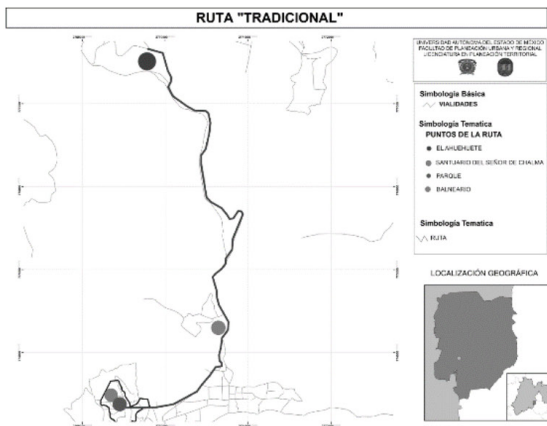 RUTA "TRADICIONAL"
UNIVERSIDAD AUTÓNOMA DEL ESTADO DE MÉXICO
FACULTAD DE PLANEACIÓN URBANA Y REGIONAL
LICENCIATURA EN PLANEACIÓN TERRITORIAL
Simbología Básica
VIALIDADES
Simbología Tematica
PUNTOS DE LA RUTA
EL AHUEHUETE
SANTUARIO DEL SEÑOR DE CHALMA
PARQUE
BALNEARIO
Simbología Tematica
RUTA
LOCALIZACIÓN GEOGRÁFICA